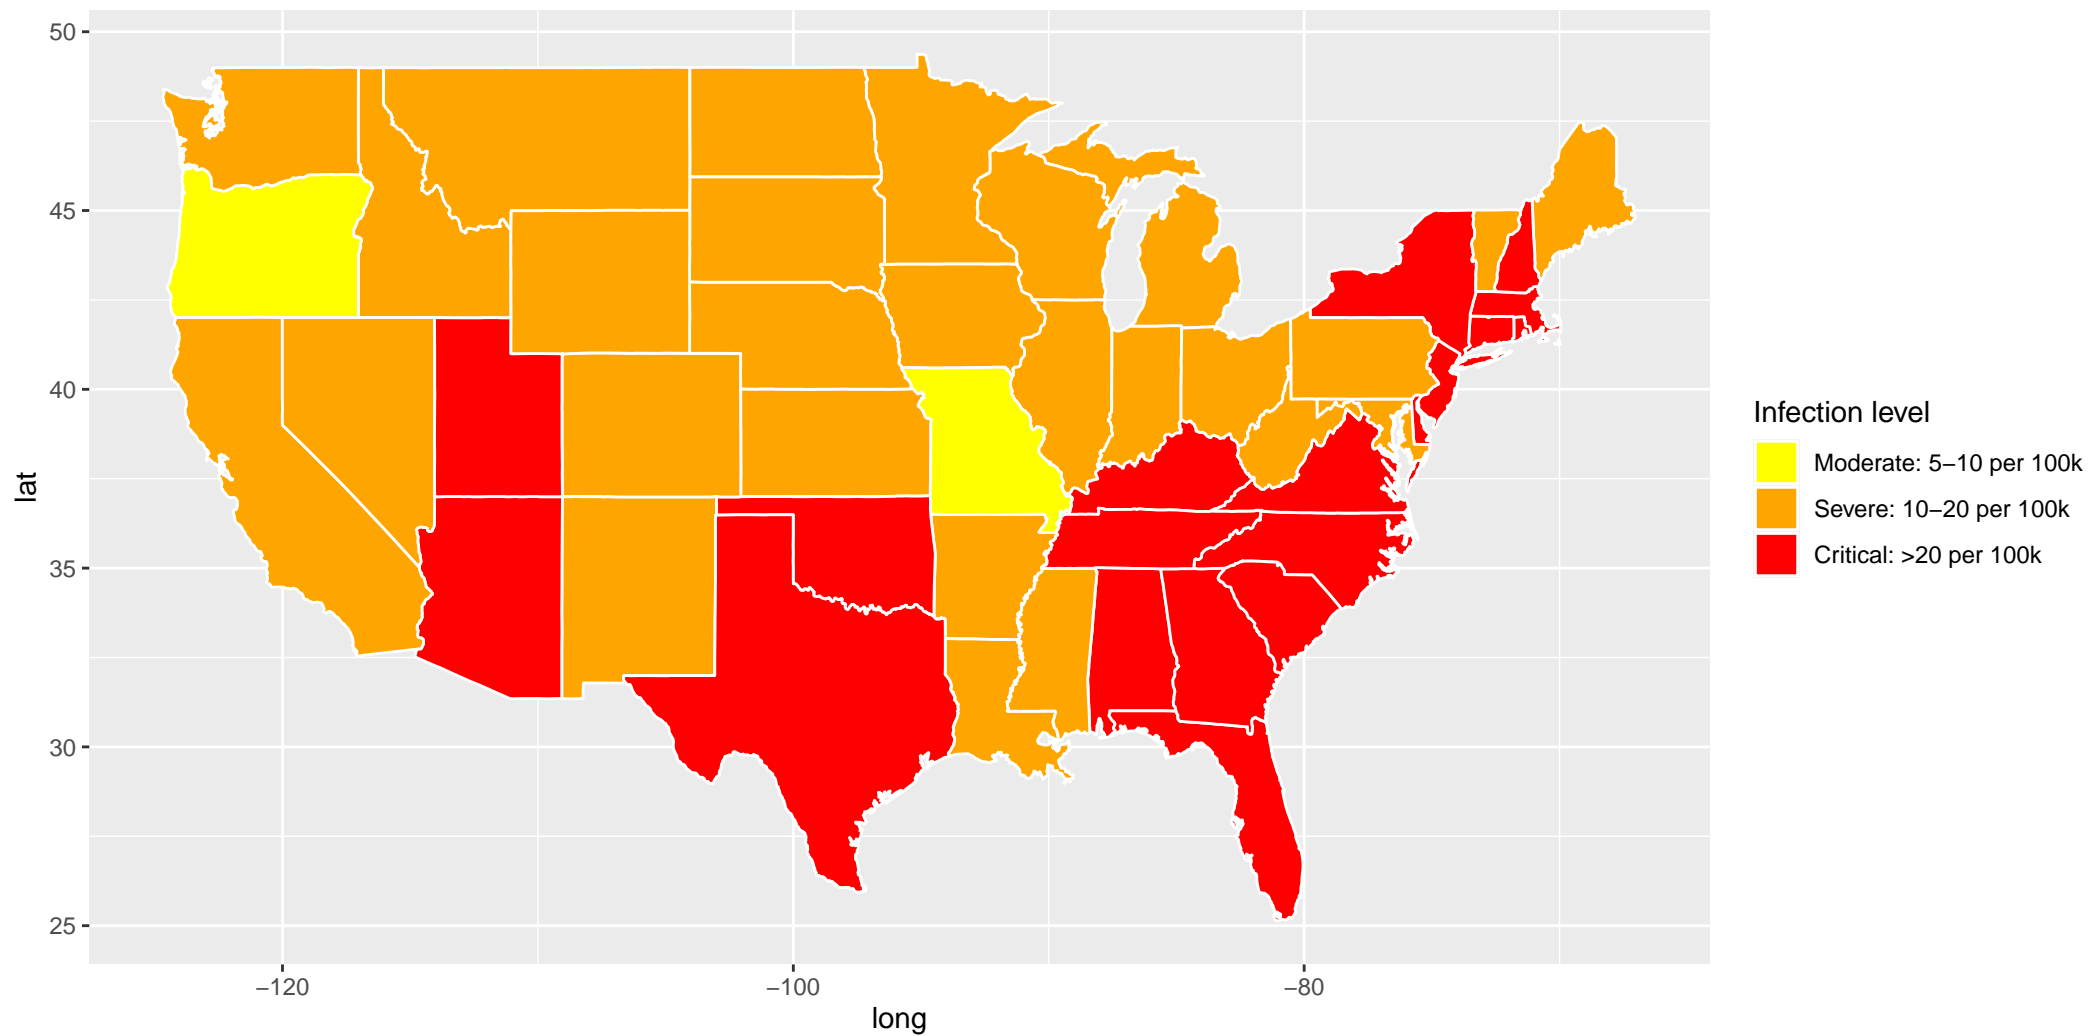 50
45
40
35
30
25
lat
−120
−100
−80
long
Infection level
Moderate: 5−10 per 100k
Severe: 10−20 per 100k
Critical: >20 per 100k